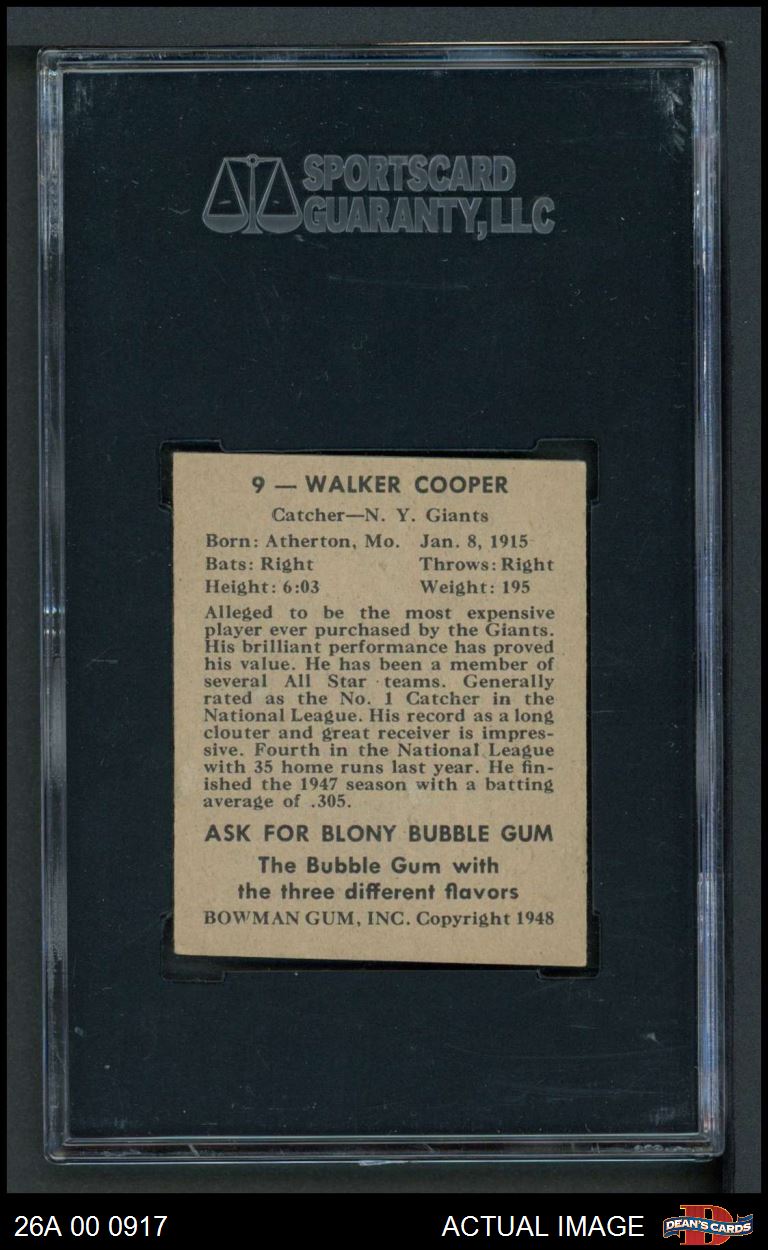 SPORTSCARD
GUARANTY, LLC
9 — WALKER COOPER
Catcher—N. Y. Giants
Born: Atherton, Mo. Jan. 8, 1915
Bats: Right Throws: Right
Height: 6:03 Weight: 195
Alleged to be the most expensive
player ever purchased by the Giants.
His brilliant performance has proved
his value. He has been a member of
several All Star teams. Generally
rated as the No. 1 Catcher in the
National League. His record as a long
clouter and great receiver is impres-
sive. Fourth in the National League
with 35 home runs last year. He fin-
ished the 1947 season with a batting
average of .305.
ASK FOR BLONY BUBBLE GUM
The Bubble Gum with
the three different flavors
BOWMAN GUM, INC. Copyright 1948
26A 00 0917 ACTUAL IMAGE DEAN'S CARDS